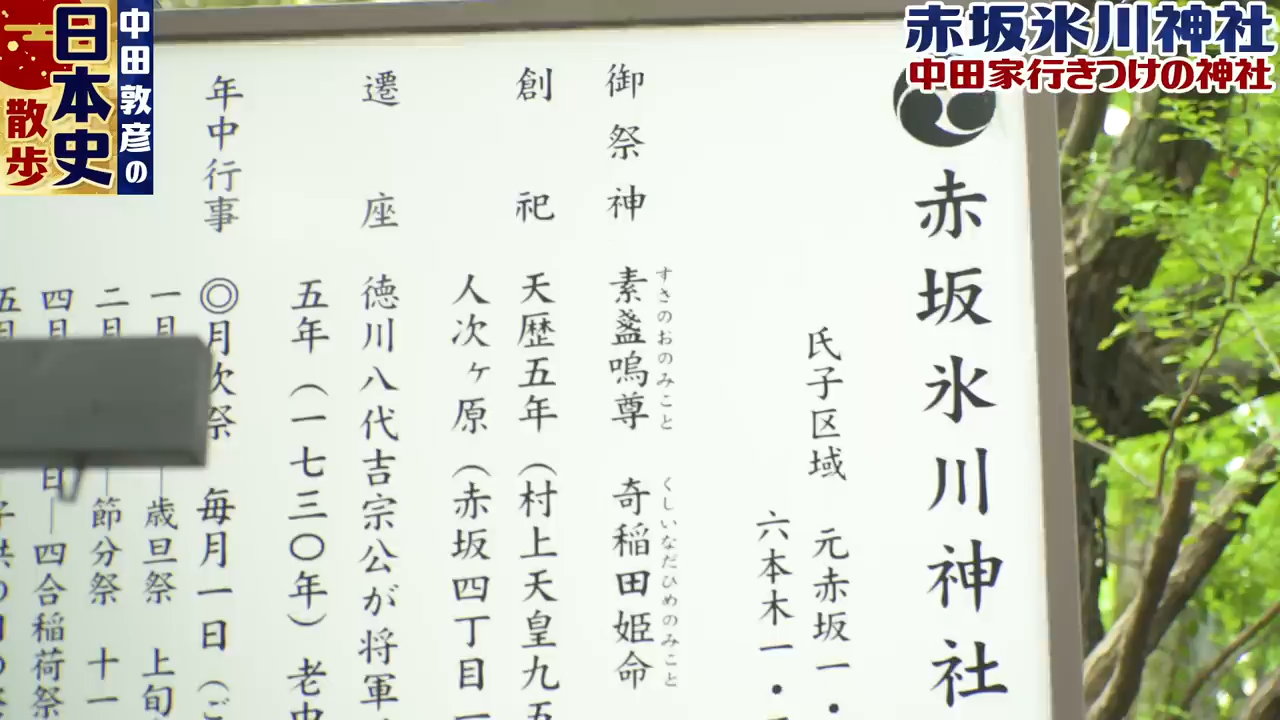 中田敦彦の
日本史
散歩
赤坂氷川神社
中田家行きつけの神社
赤坂氷川神社
氏子区域 元赤坂一・
六本木一・
御祭神 素盞嗚尊 奇稲田姫命
すさのおのみこと くしいなだひめのみこと
創祀 天歴五年(村上天皇九五
人次ヶ原(赤坂四丁目一
遷座 徳川八代吉宗公が将軍
五年(一七三〇年)老中
年中行事 ◎月次祭 毎月一日(ご
一月 歳旦祭 上旬
二月 節分祭 十一
四月 日―四合稲荷祭
五月